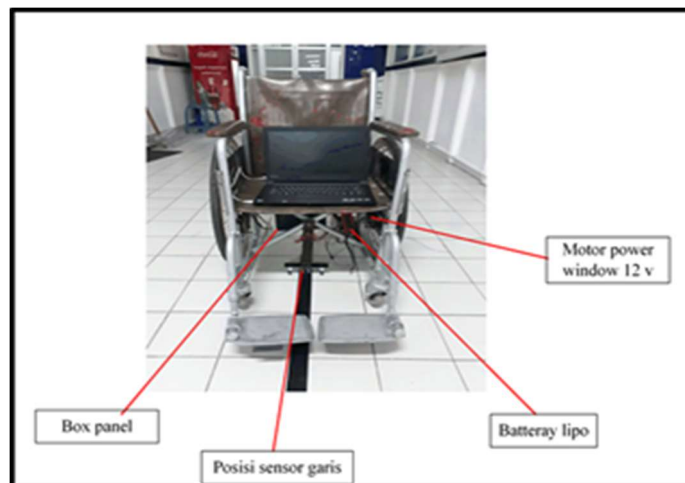 Motor power
window 12 v
Box panel
Batteray lipo
Posisi sensor garis